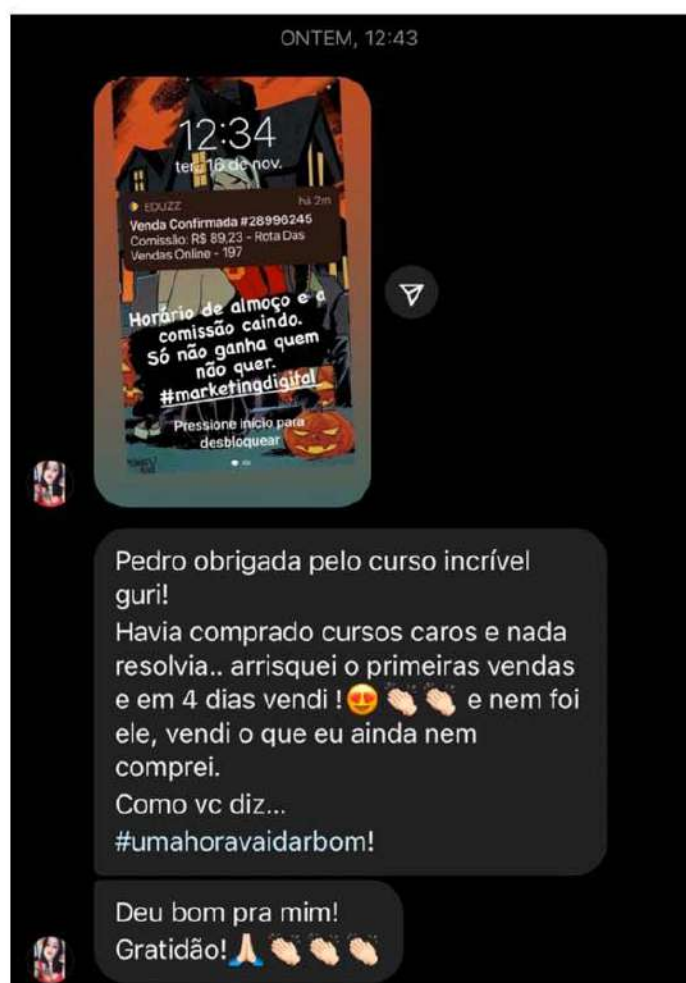 ONTEM, 12:43
12:34
ter., 16 de nov.
EDUZZ
há 2m
Venda Confirmada #28996245
Comissão: R$ 89,23 - Rota Das
Vendas Online - 197
Horário de almoço e a
comissão caindo.
Só não ganha quem
não quer.
#marketingdigital
Pressione início para
desbloquear
Pedro obrigada pelo curso incrível
guri!
Havia comprado cursos caros e nada
resolvia.. arrisquei o primeiras vendas
e em 4 dias vendi !😍👏🏻👏🏻 e nem foi
ele, vendi o que eu ainda nem
comprei.
Como vc diz...
#umahoravaidarbom!
Deu bom pra mim!
Gratidão!🙏🏻👏🏻👏🏻👏🏻